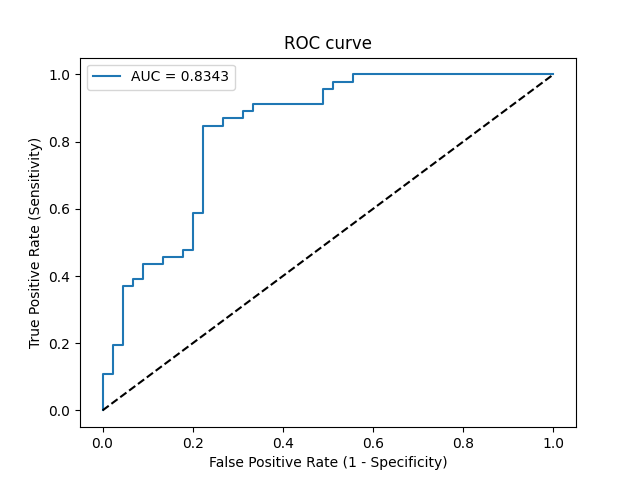 ROC curve
AUC = 0.8343
1.0
0.8
0.6
0.4
0.2
0.0
True Positive Rate (Sensitivity)
0.0 0.2 0.4 0.6 0.8 1.0
False Positive Rate (1 - Specificity)